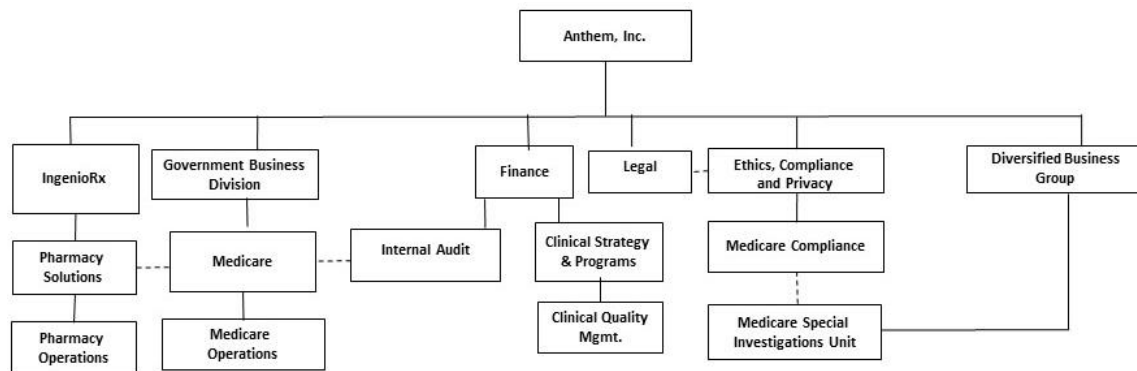 Anthem, Inc.
IngenioRx
Government Business
Division
Finance
Legal
Ethics, Compliance
and Privacy
Diversified Business
Group
Pharmacy
Solutions
Medicare
Internal Audit
Clinical Strategy
& Programs
Medicare Compliance
Pharmacy
Operations
Medicare
Operations
Clinical Quality
Mgmt.
Medicare Special
Investigations Unit